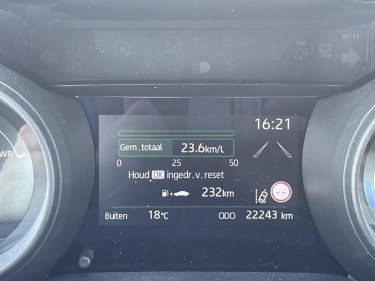 16:21
Gem. totaal 23.6km/L
0 25 50
Houd OK ingedr.v.reset
232km
Buiten 18°C ODO 22243 km